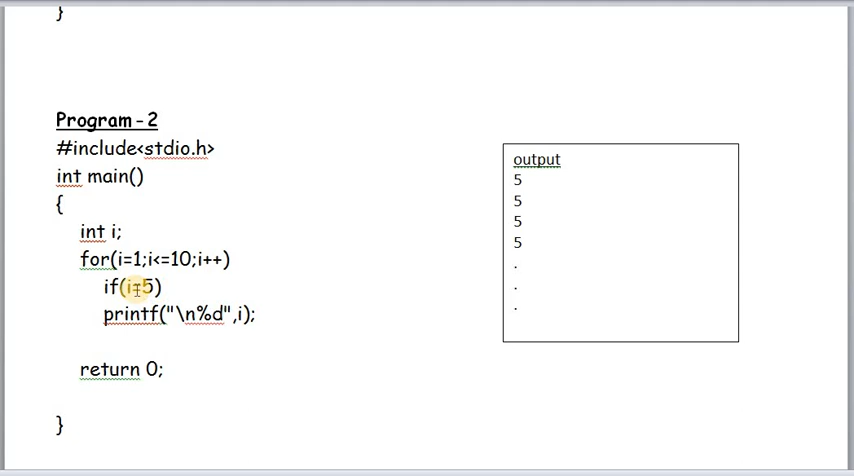 }
Program - 2
#include<stdio.h>
int main()
{
int i;
for(i=1;i<=10;i++)
if(i=5)
printf("\n%d",i);
return 0;
}
output
5
5
5
5
.
.
.